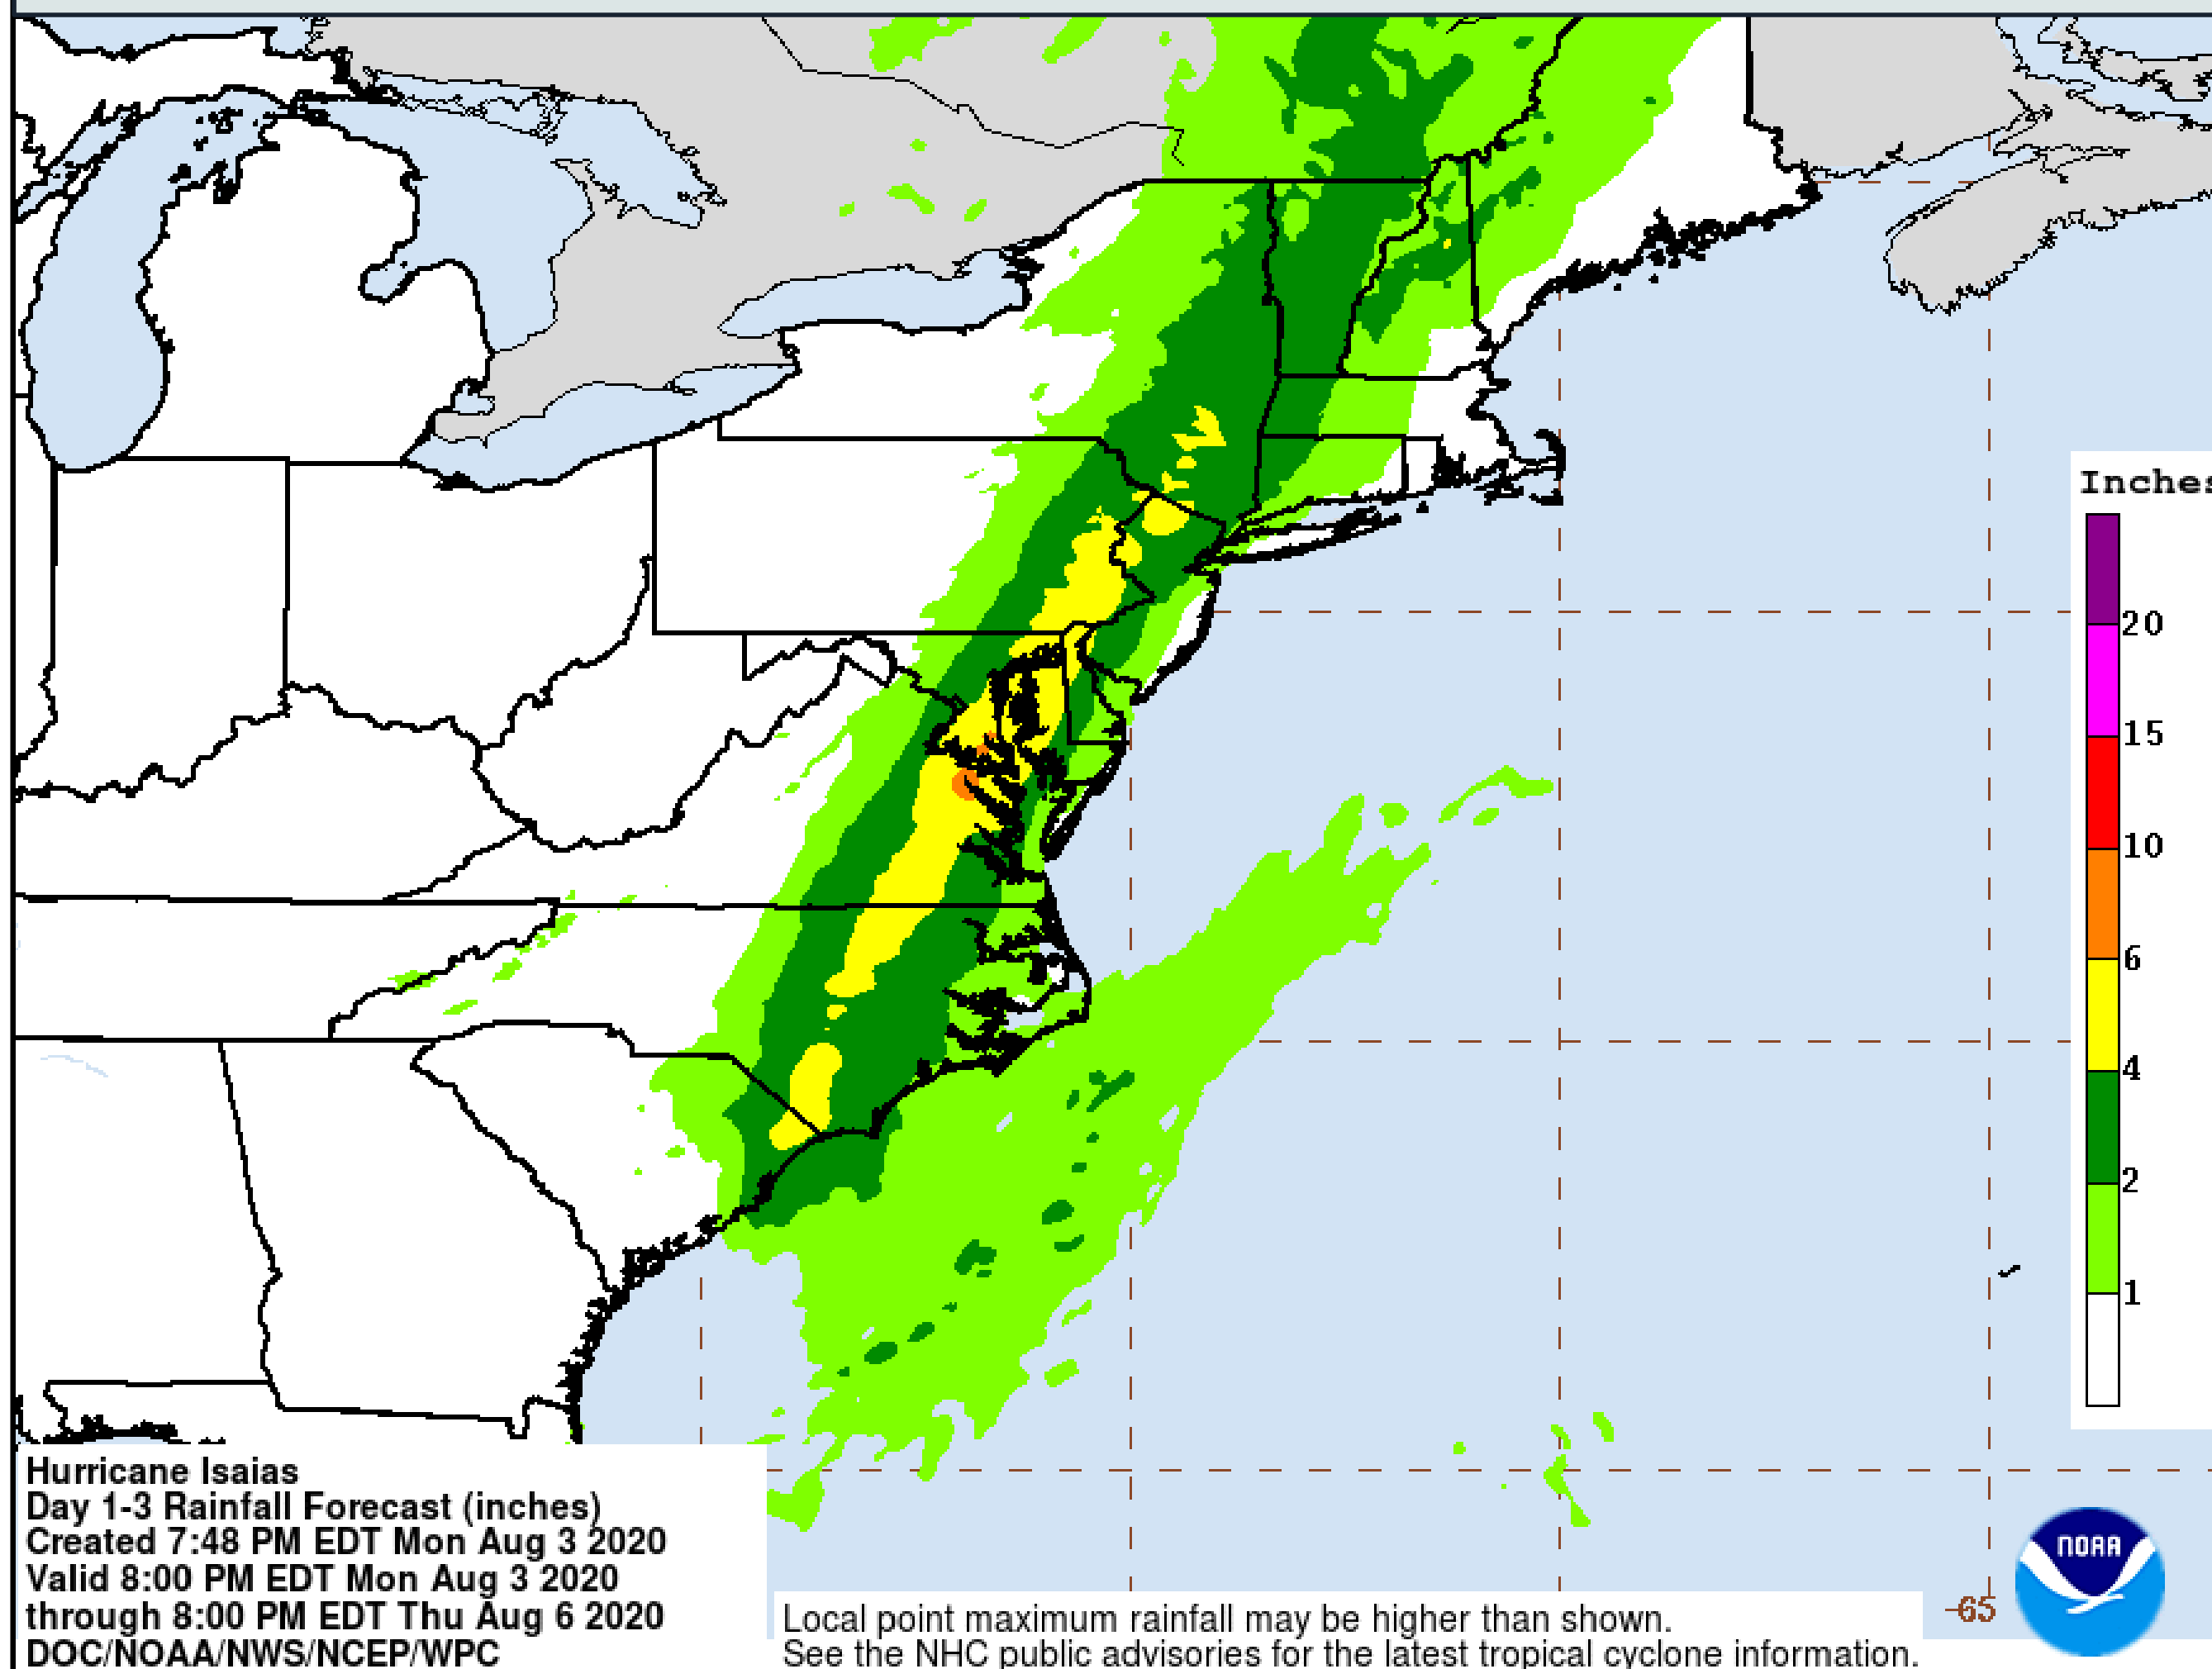 Inches
20
15
10
6
4
2
1
Hurricane Isaias
Day 1-3 Rainfall Forecast (inches)
Created 7:48 PM EDT Mon Aug 3 2020
Valid 8:00 PM EDT Mon Aug 3 2020
through 8:00 PM EDT Thu Aug 6 2020
DOC/NOAA/NWS/NCEP/WPC
Local point maximum rainfall may be higher than shown.
See the NHC public advisories for the latest tropical cyclone information.
-65
NOAA